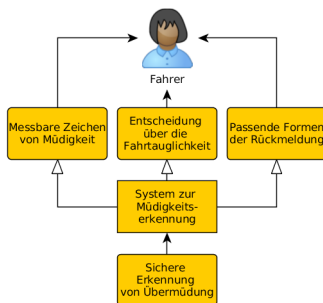 Fahrer
Messbare Zeichen
von Müdigkeit
Entscheidung
über die
Fahrtauglichkeit
Passende Formen
der Rückmeldung
System zur
Müdigkeits-
erkennung
Sichere
Erkennung
von Übermüdung